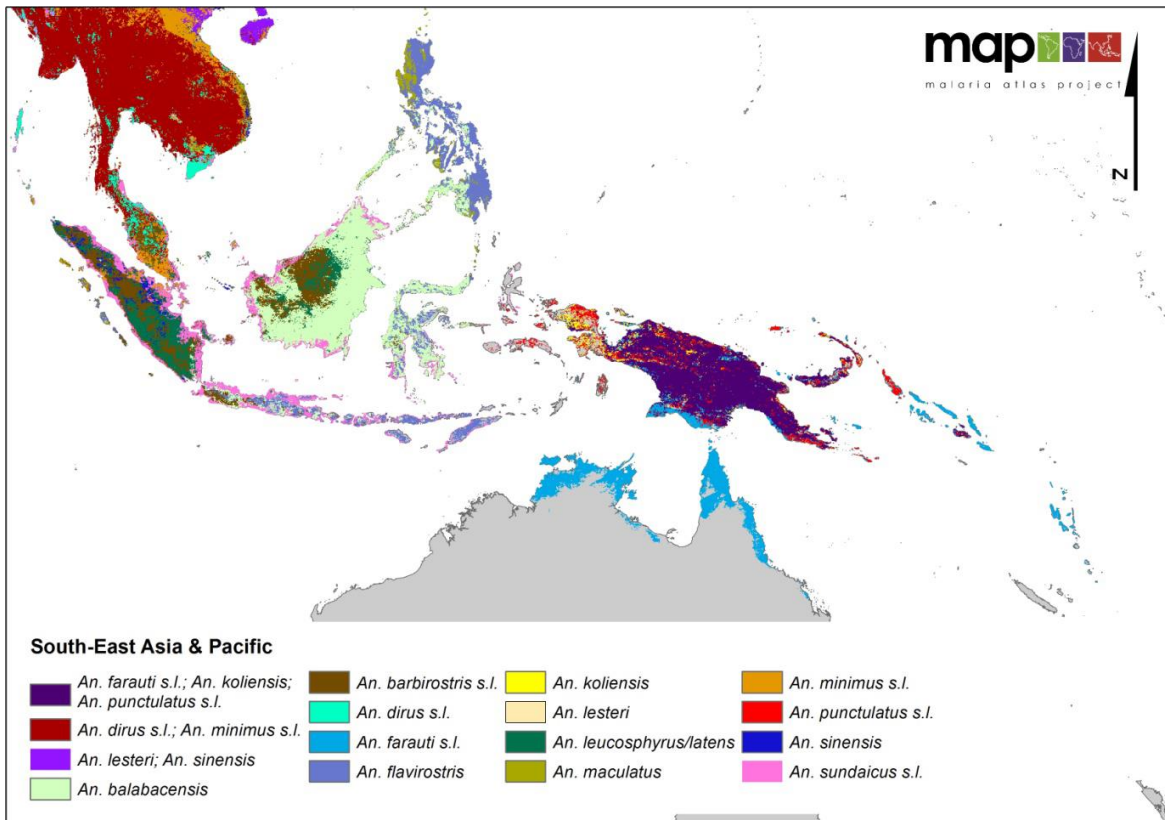 map
malaria atlas project
N
South-East Asia & Pacific
An. farauti s.l.; An. koliensis;
An. punctulatus s.l.
An. dirus s.l.; An. minimus s.l.
An. lesteri; An. sinensis
An. balabacensis
An. barbirostris s.l.
An. dirus s.l.
An. farauti s.l.
An. flavirostris
An. koliensis
An. lesteri
An. leucosphyrus/latens
An. maculatus
An. minimus s.l.
An. punctulatus s.l.
An. sinensis
An. sundaicus s.l.